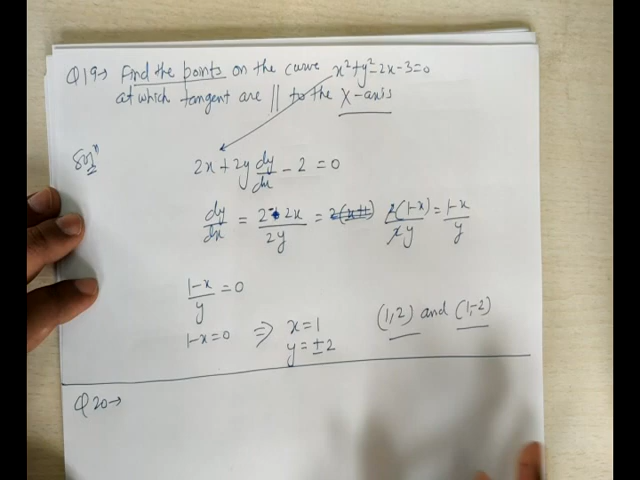 Q19→ Find the points on the curve x²+y²-2x-3=0
at which tangent are || to the X-axis
Solⁿ
2x + 2y dy/dx - 2 = 0
dy/dx = 2-2x/2y = 2(1-x)/2y = 1-x/y
1-x/y = 0
1-x=0 ⇒ x=1
y = ±2
(1,2) and (1,-2)
Q20→